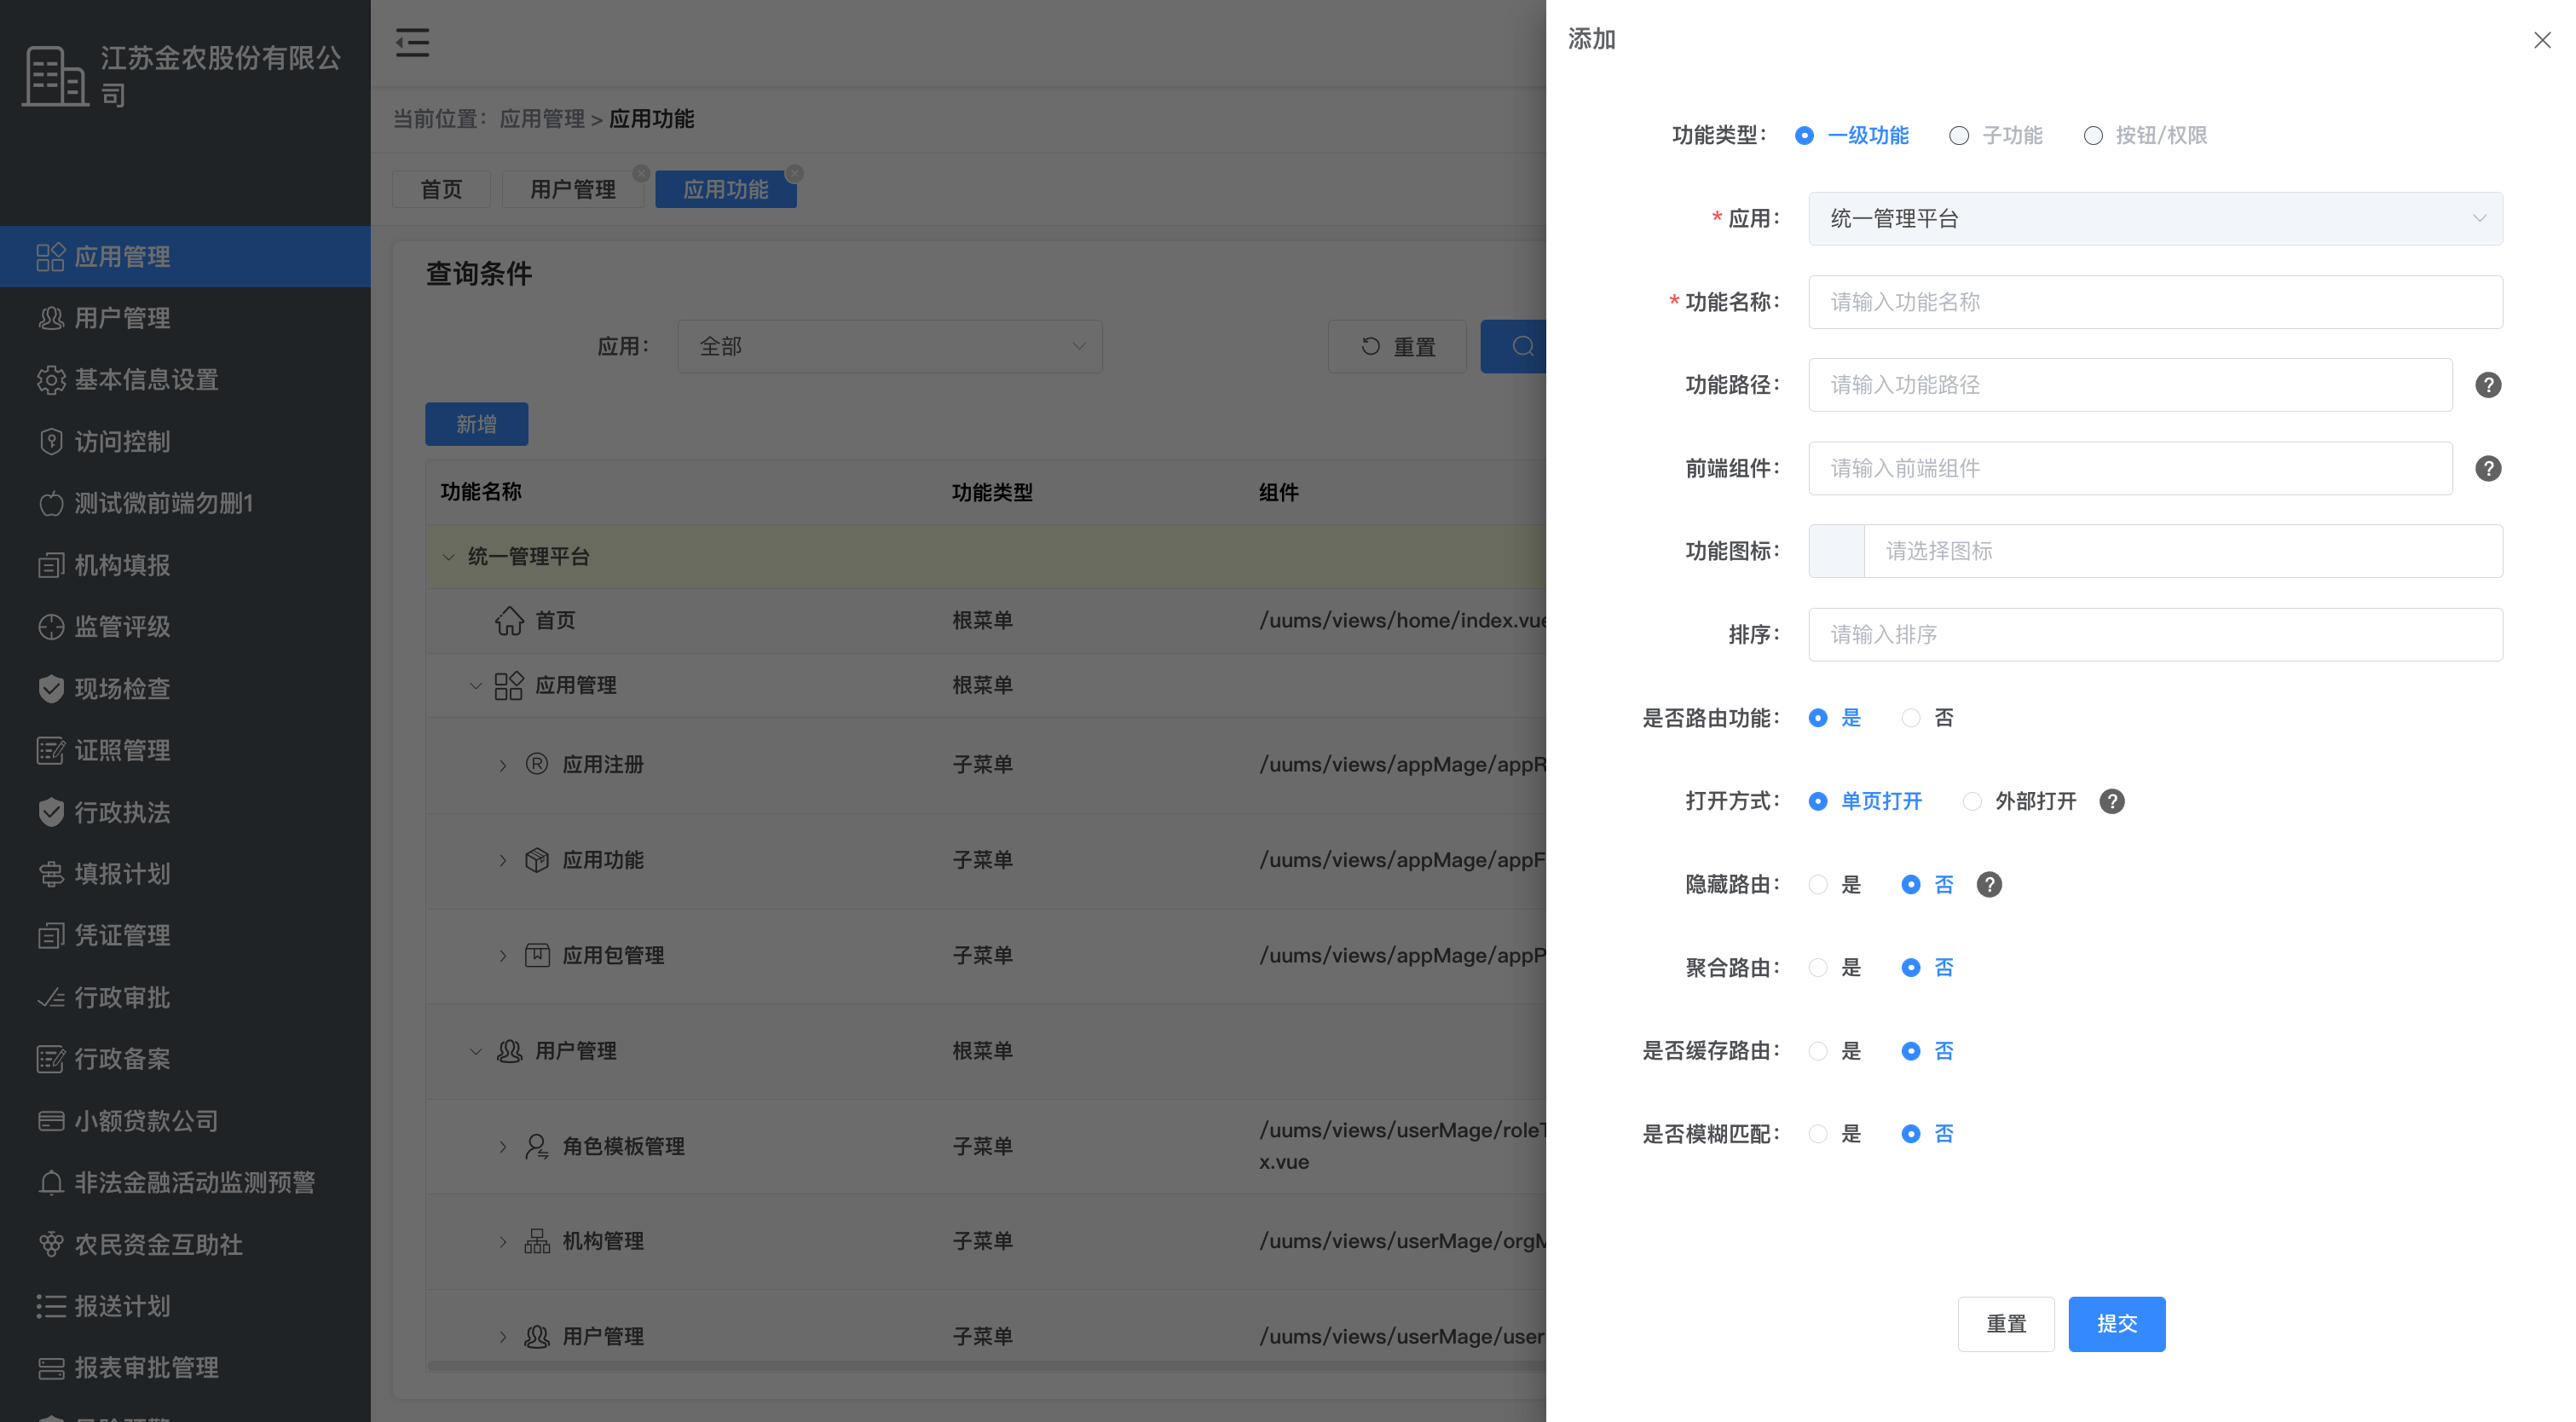 江苏金农股份有限公
司
应用管理
用户管理
基本信息设置
访问控制
测试微前端勿删1
机构填报
监管评级
现场检查
证照管理
行政执法
填报计划
凭证管理
行政审批
行政备案
小额贷款公司
非法金融活动监测预警
农民资金互助社
报送计划
报表审批管理
当前位置：应用管理 > 应用功能
首页 用户管理 应用功能
查询条件
应用： 全部 重置
新增
功能名称 功能类型 组件
统一管理平台
首页 根菜单 /uums/views/home/index.vue
应用管理 根菜单
应用注册 子菜单 /uums/views/appMage/appR
应用功能 子菜单 /uums/views/appMage/appF
应用包管理 子菜单 /uums/views/appMage/appP
用户管理 根菜单
角色模板管理 子菜单 /uums/views/userMage/roleT
x.vue
机构管理 子菜单 /uums/views/userMage/orgM
用户管理 子菜单 /uums/views/userMage/user
添加
功能类型： 一级功能 子功能 按钮/权限
* 应用： 统一管理平台
* 功能名称： 请输入功能名称
功能路径： 请输入功能路径 ?
前端组件： 请输入前端组件 ?
功能图标： 请选择图标
排序： 请输入排序
是否路由功能： 是 否
打开方式： 单页打开 外部打开 ?
隐藏路由： 是 否 ?
聚合路由： 是 否
是否缓存路由： 是 否
是否模糊匹配： 是 否
重置 提交